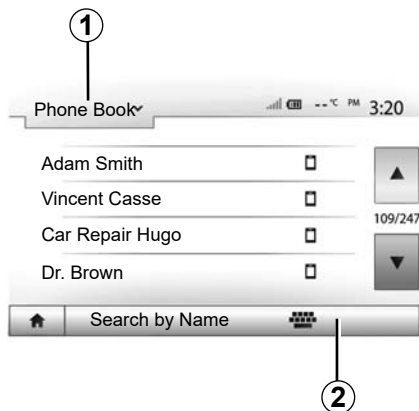 1
Phone Book
--°C PM 3:20
Adam Smith
Vincent Casse
109/247
Car Repair Hugo
Dr. Brown
Search by Name
2